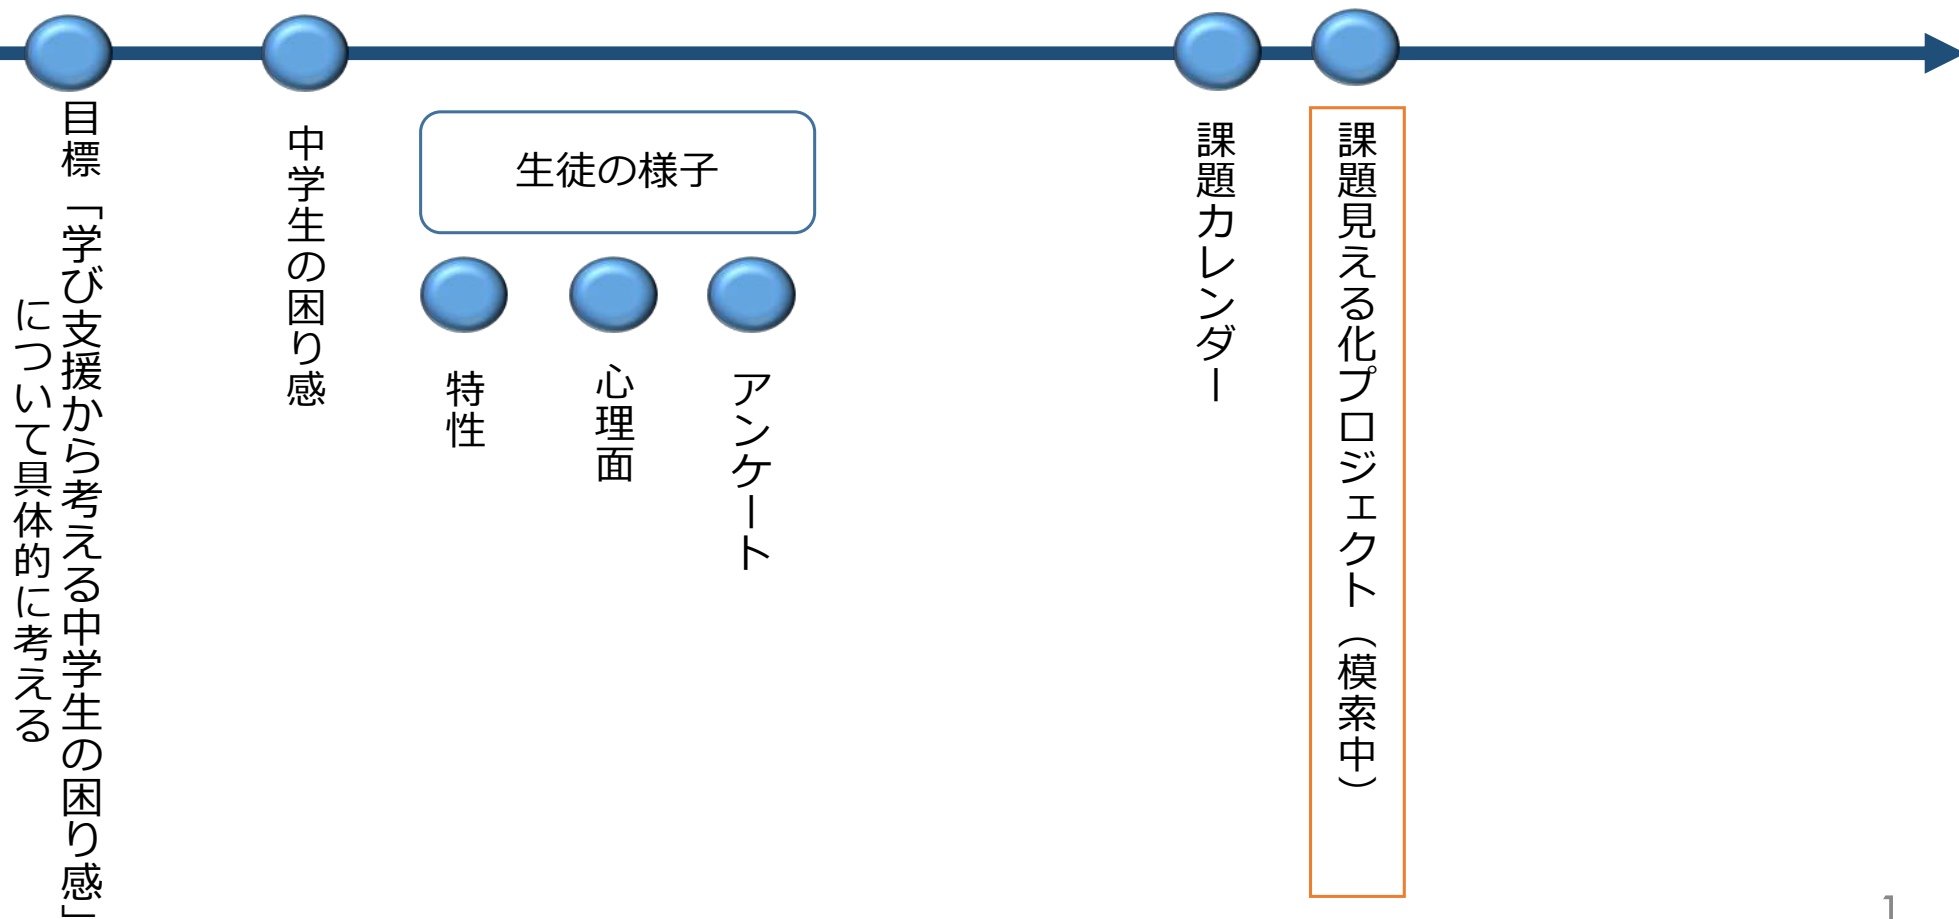 目標「学び支援から考える中学生の困り感」
について具体的に考える
中学生の困り感
生徒の様子
特性
心理面
アンケート
課題カレンダー
課題見える化プロジェクト（模索中）
1